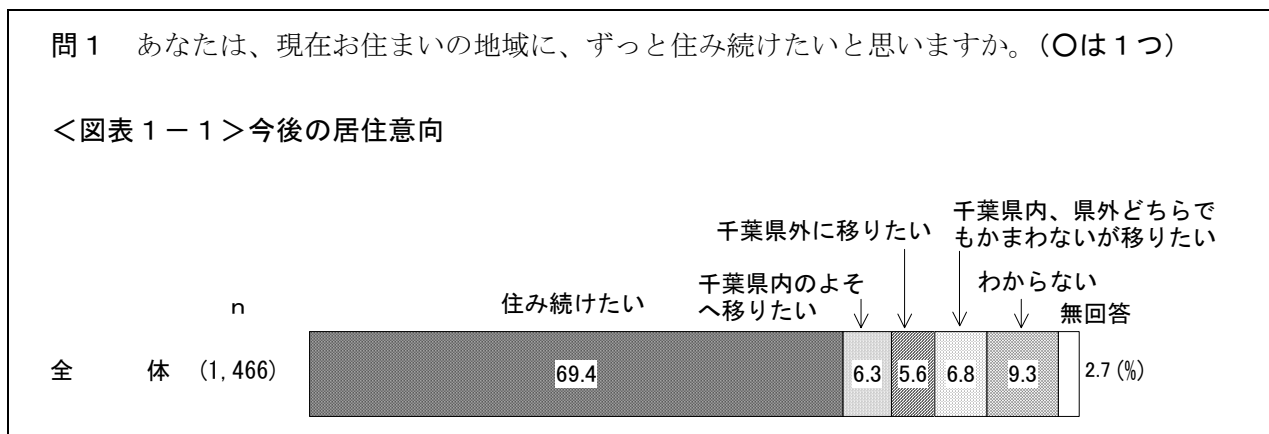 問１　あなたは、現在お住まいの地域に、ずっと住み続けたいと思いますか。（〇は１つ）
＜図表１－１＞今後の居住意向
千葉県内、県外どちらで
もかまわないが移りたい
千葉県外に移りたい
千葉県内のよそ
へ移りたい
わからない
ｎ
住み続けたい
無回答
全　体 (1,466) 69.4 6.3 5.6 6.8 9.3 2.7 (%)